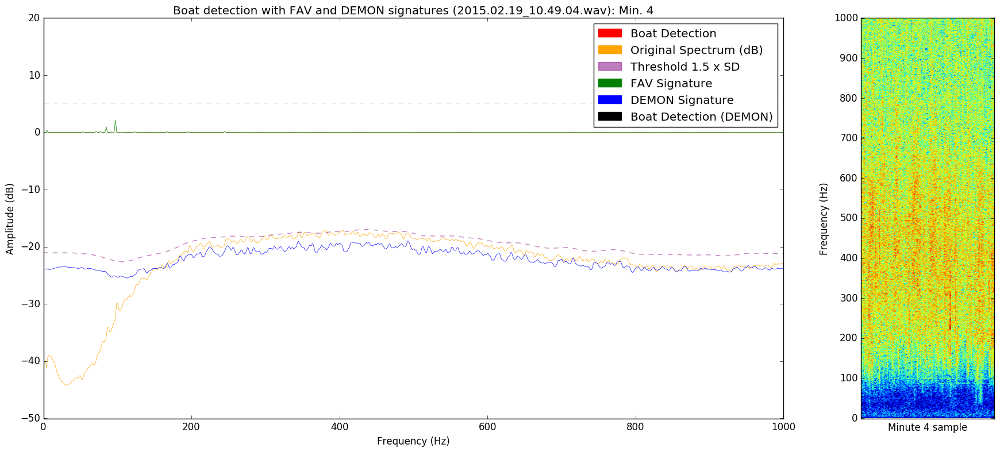 Boat detection with FAV and DEMON signatures (2015.02.19_10.49.04.wav): Min. 4
20
10
0
−10
−20
−30
−40
−50
Amplitude (dB)
0
200
400
600
800
1000
Frequency (Hz)
Boat Detection
Original Spectrum (dB)
Threshold 1.5 x SD
FAV Signature
DEMON Signature
Boat Detection (DEMON)
1000
900
800
700
600
500
400
300
200
100
0
Frequency (Hz)
Minute 4 sample